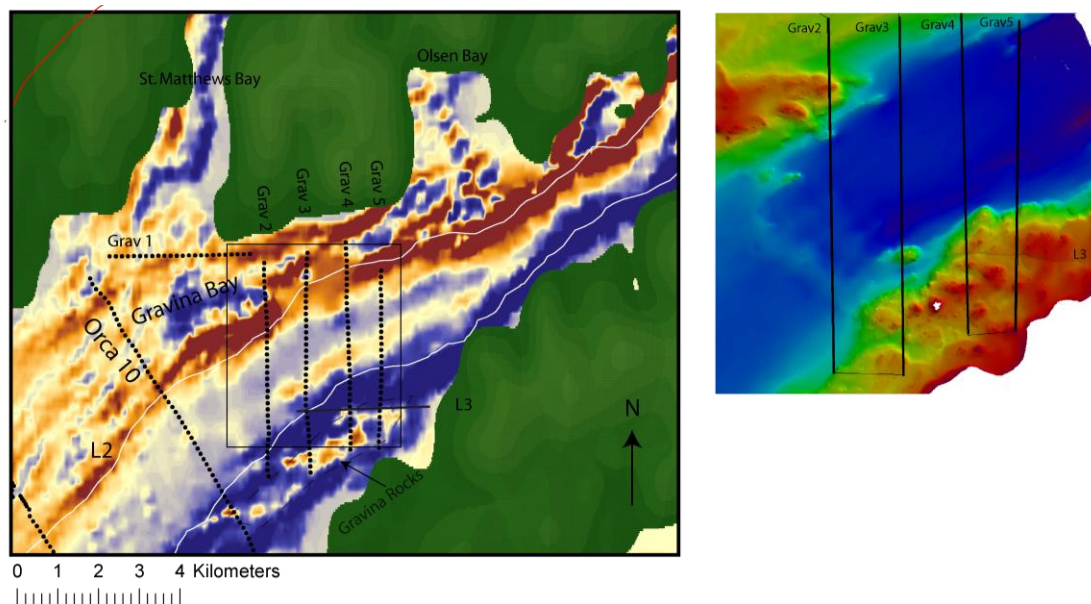 St. Matthews Bay
Olsen Bay
Grav 1
Grav 2
Grav 3
Grav 4
Grav 5
Gravina Bay
Orca 10
L2
L3
Gravina Rocks
N
0 1 2 3 4 Kilometers
Grav2 Grav3 Grav4 Grav5
L3